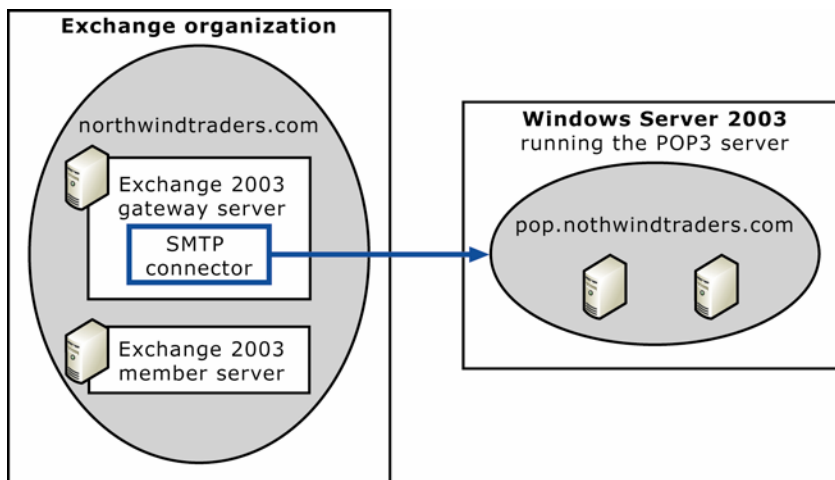 Exchange organization
northwindtraders.com
Exchange 2003
gateway server
SMTP
connector
Exchange 2003
member server
Windows Server 2003
running the POP3 server
pop.nothwindtraders.com